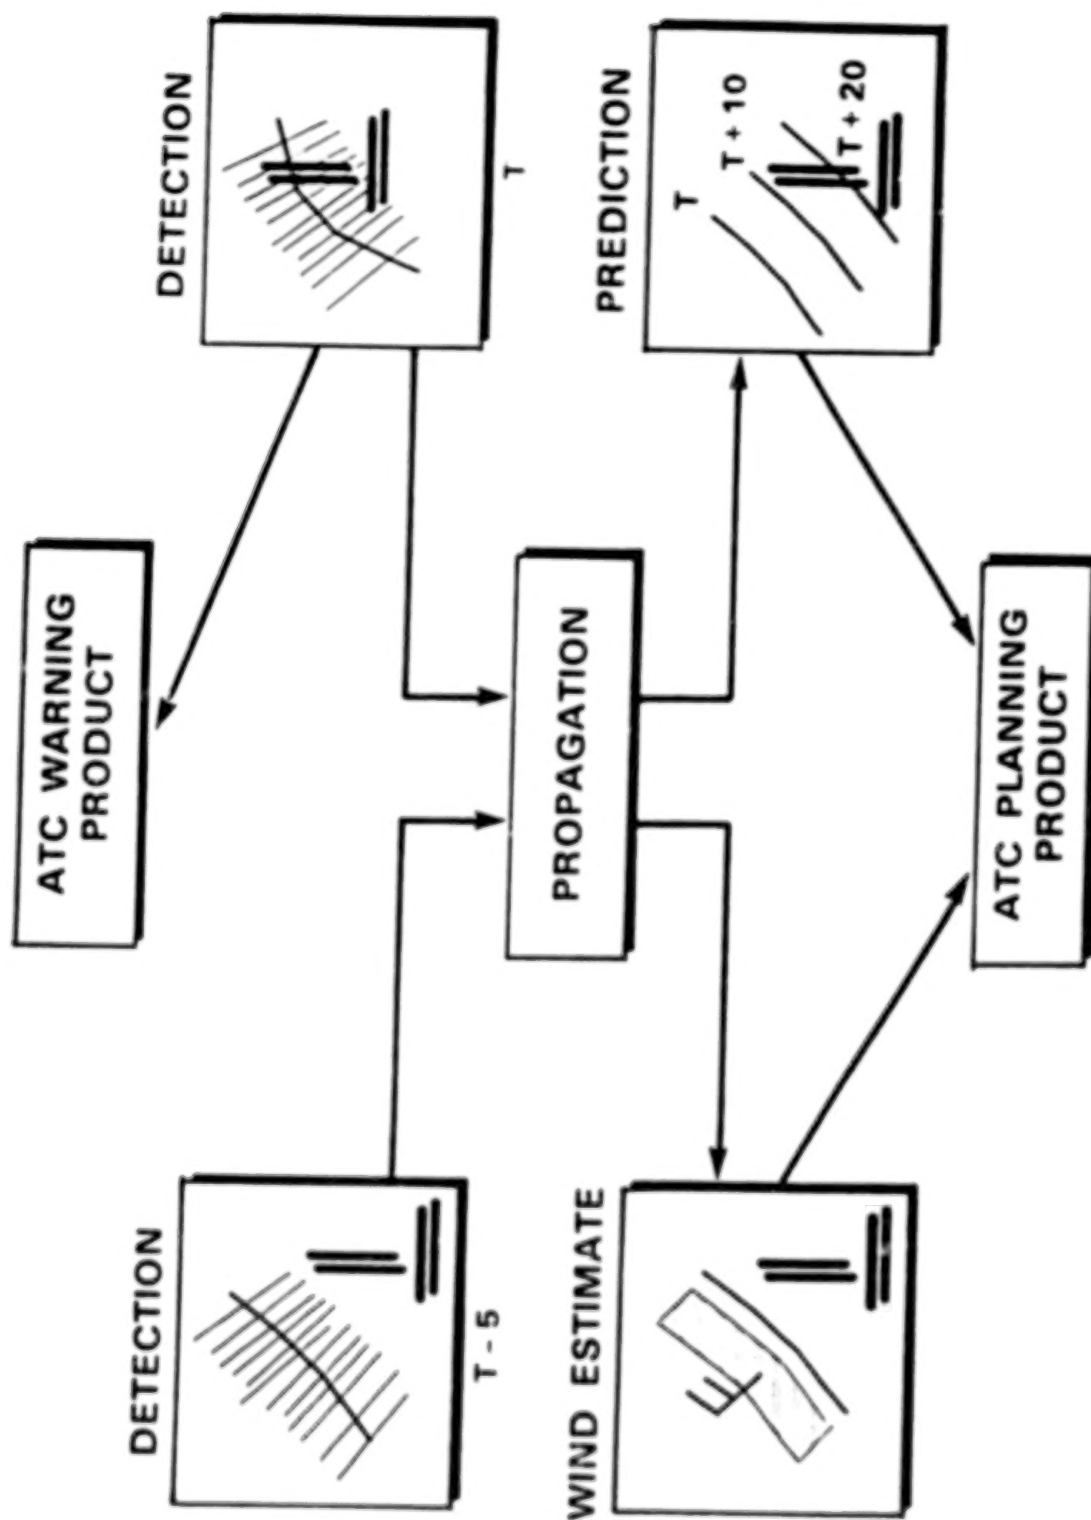 DETECTION
T - 5
ATC WARNING
PRODUCT
DETECTION
T
PROPAGATION
WIND ESTIMATE
PREDICTION
T
T + 10
T + 20
ATC PLANNING
PRODUCT